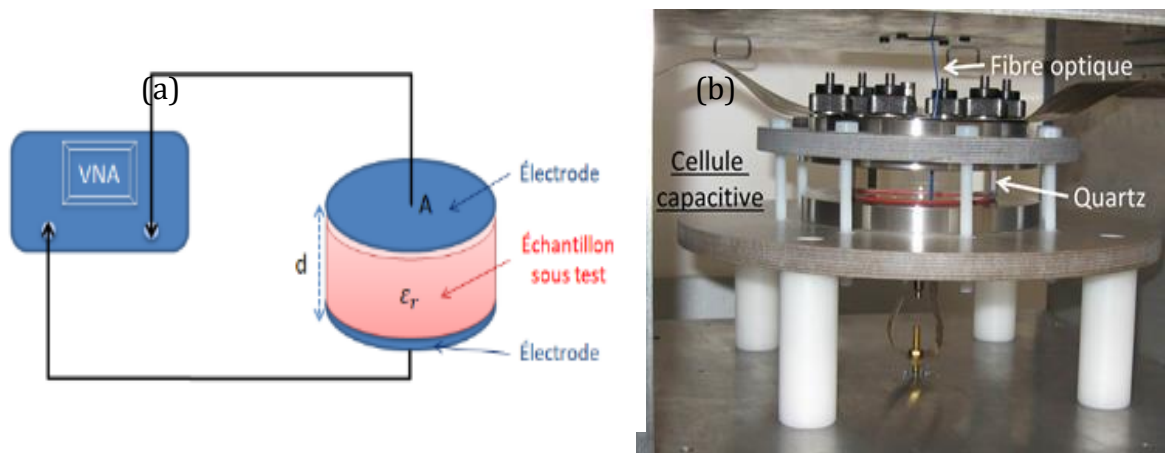 (a)
VNA
A
Électrode
d
Échantillon
sous test
εr
Électrode
(b)
Fibre optique
Cellule
capacitive
Quartz